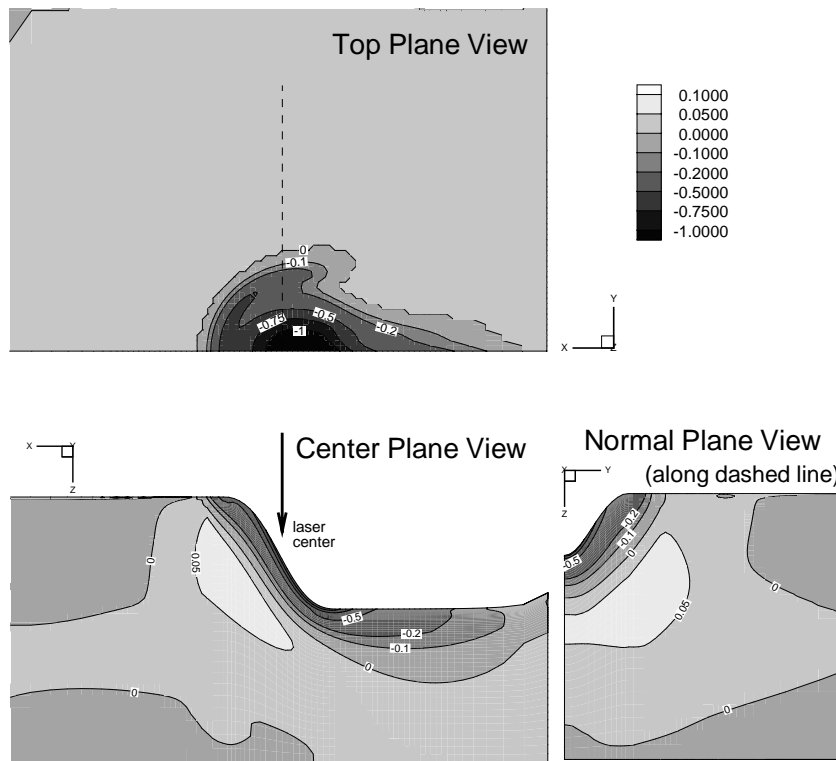 Top Plane View
0.1000
0.0500
0.0000
-0.1000
-0.2000
-0.5000
-0.7500
-1.0000
0
-0.1
-0.75
-0.5
-0.2
-1
Y
X
Z
Center Plane View
X
Y
Z
laser
center
0
0.05
-0.5
-0.2
-0.1
0
0
Normal Plane View
(along dashed line)
X
Y
Z
-0.2
-0.1
0
-0.5
0.05
0
0